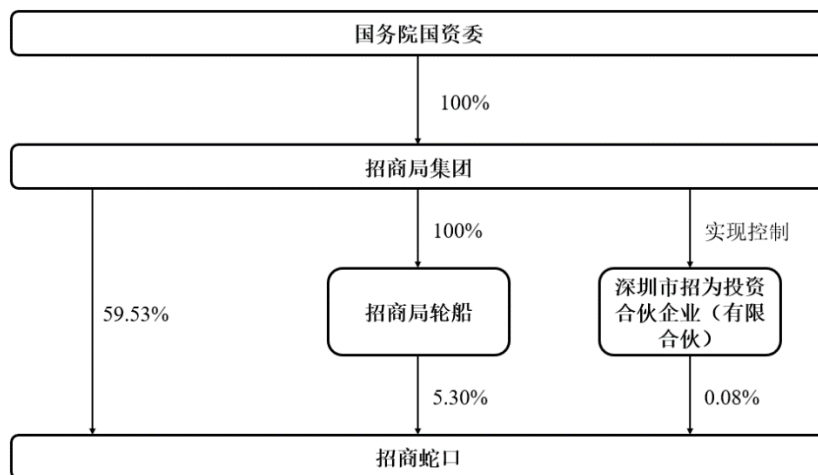 国务院国资委
100%
招商局集团
100%
实现控制
59.53%
招商局轮船
深圳市招为投资
合伙企业（有限
合伙）
5.30%
0.08%
招商蛇口